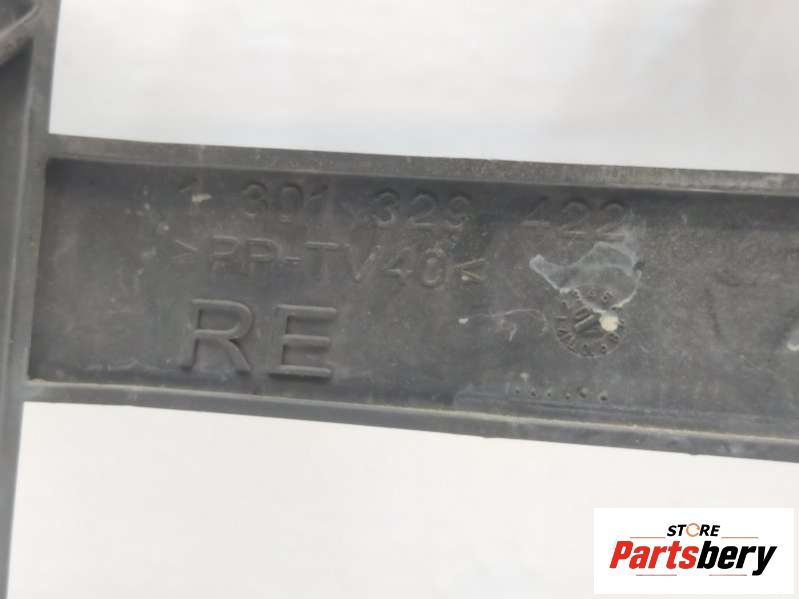 1 301 329 422
>PP-TV40<
RE
STORE
Partsbery